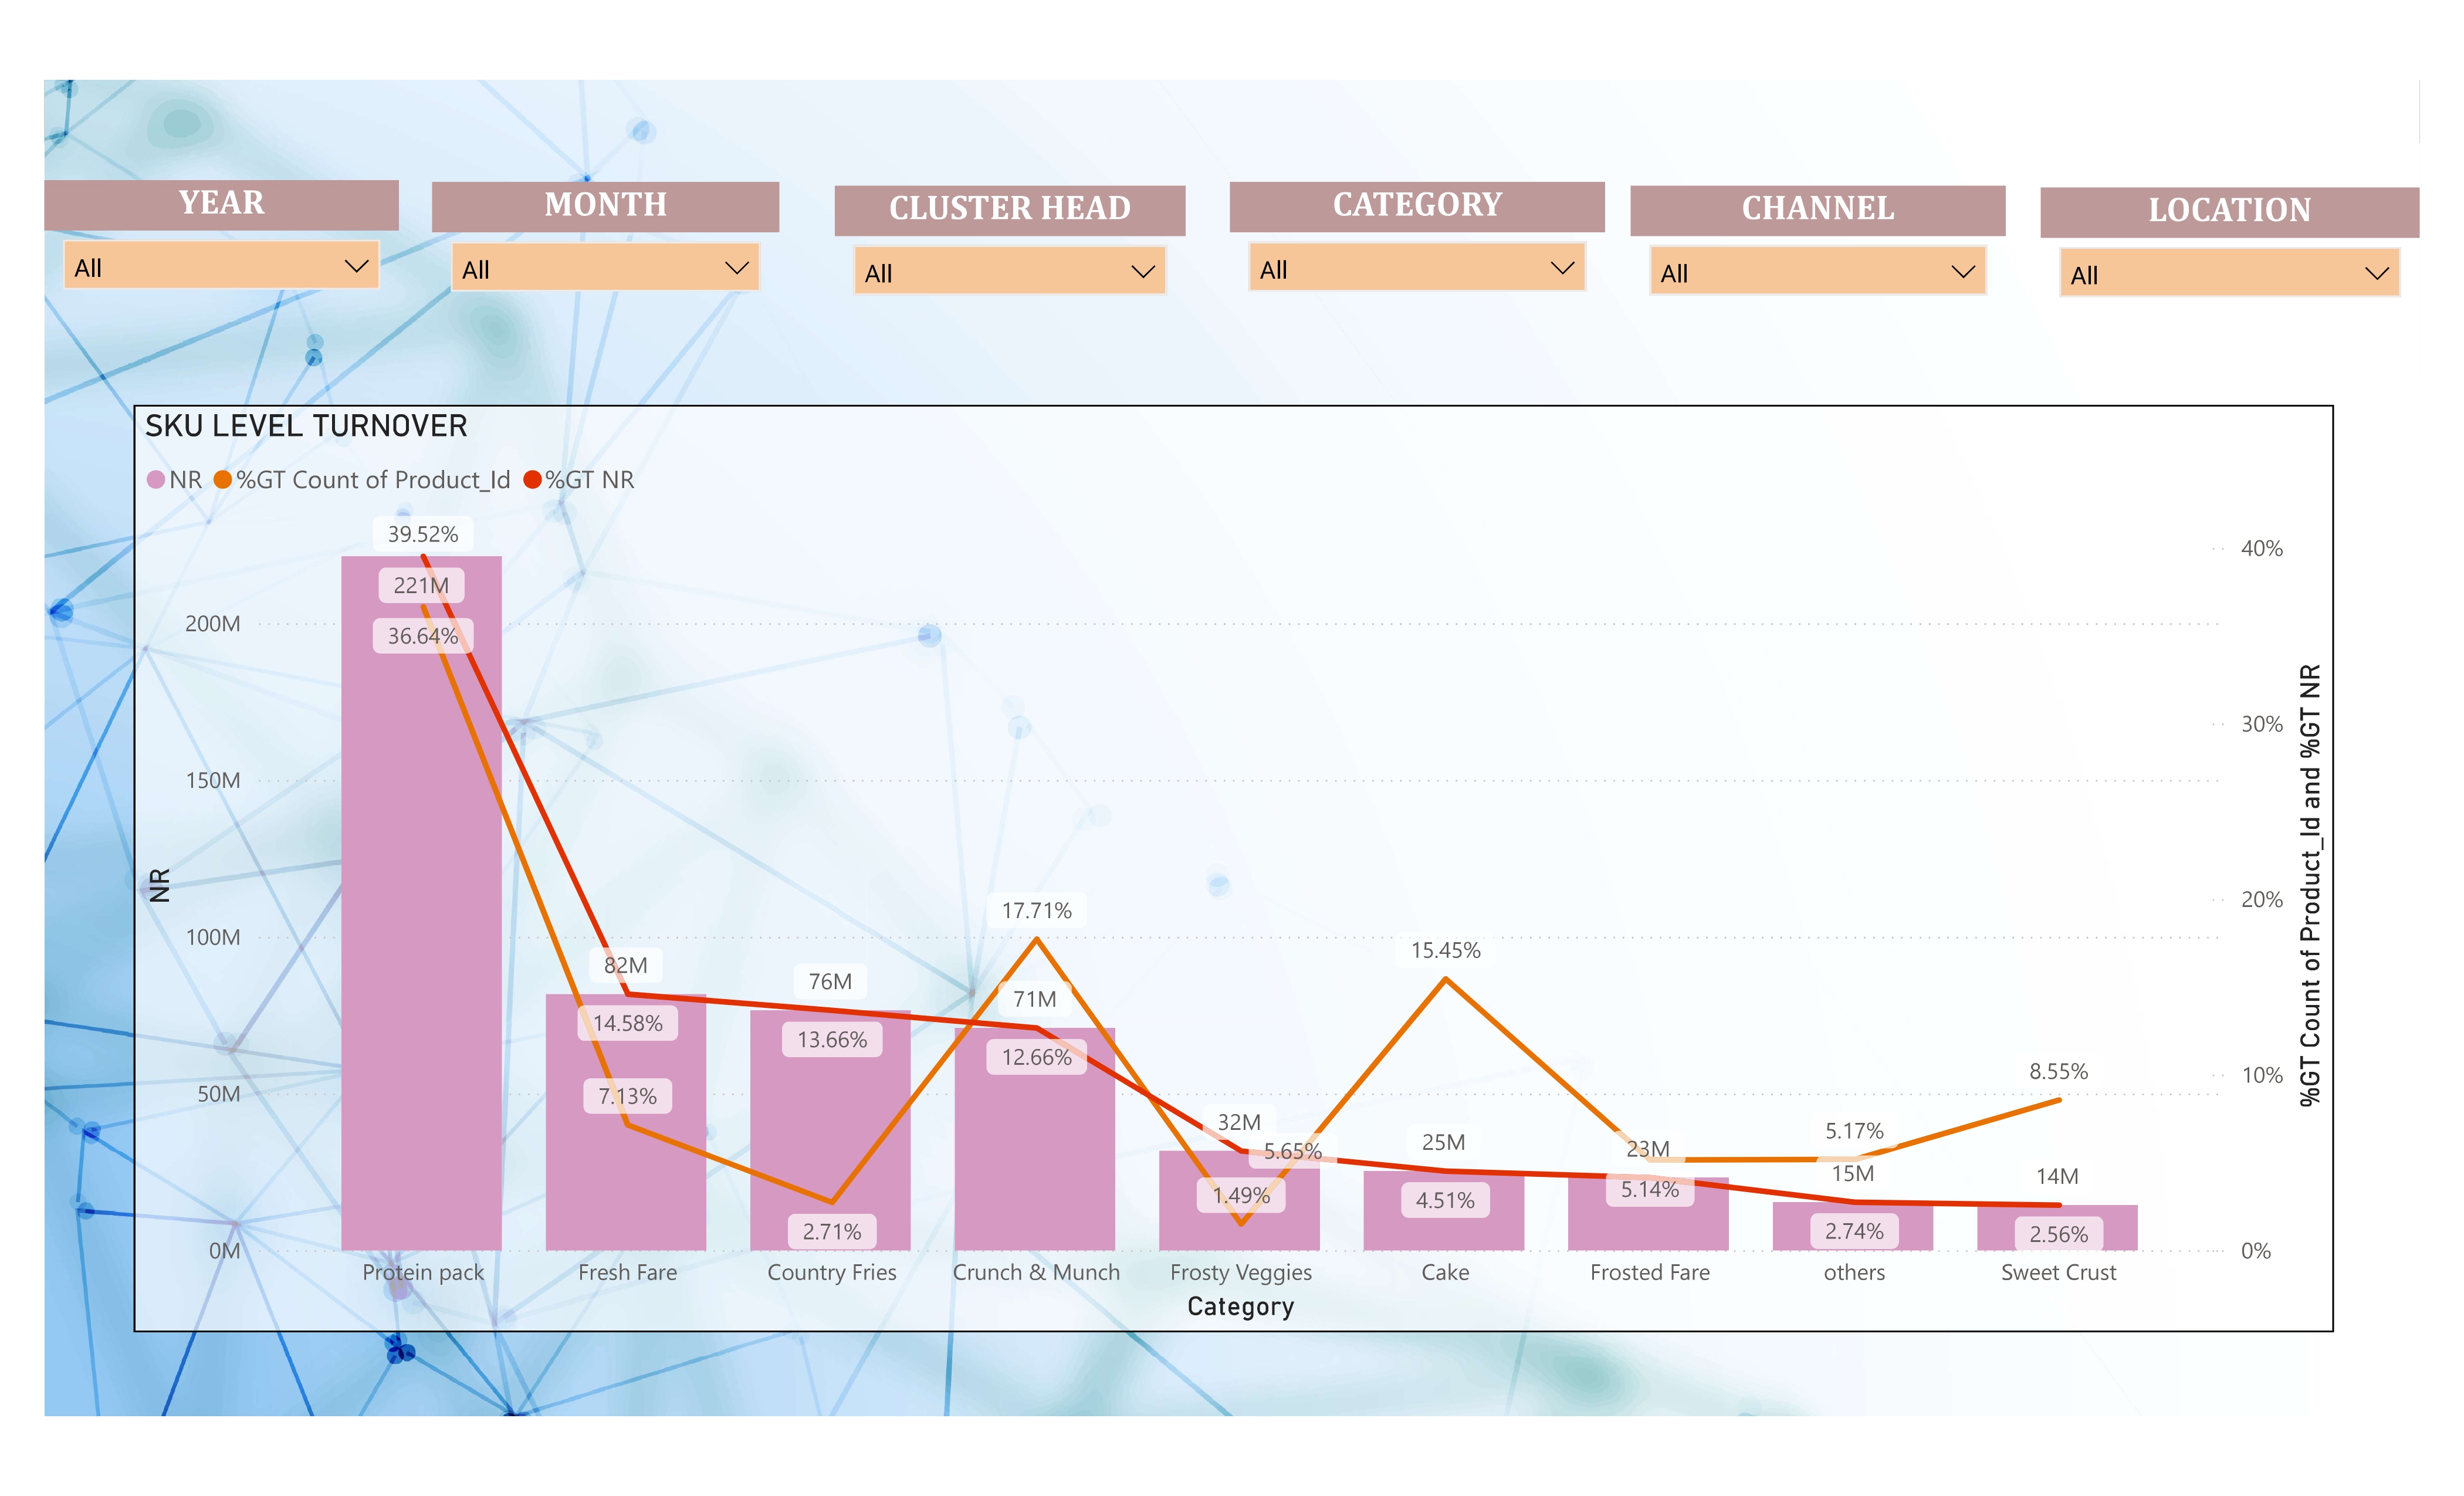 YEAR
MONTH
CLUSTER HEAD
CATEGORY
CHANNEL
LOCATION
All
All
All
All
All
All
SKU LEVEL TURNOVER
NR %GT Count of Product_Id %GT NR
39.52%
40%
221M
200M
36.64%
30%
150M
20%
17.71%
100M
15.45%
82M
76M
71M
14.58%
13.66%
12.66%
10%
8.55%
50M
7.13%
32M
5.65%
25M
23M
5.17%
15M
14M
1.49%
4.51%
5.14%
2.71%
2.74%
2.56%
0M
0%
NR
%GT Count of Product_Id and %GT NR
Protein pack
Fresh Fare
Country Fries
Crunch & Munch
Frosty Veggies
Cake
Frosted Fare
others
Sweet Crust
Category